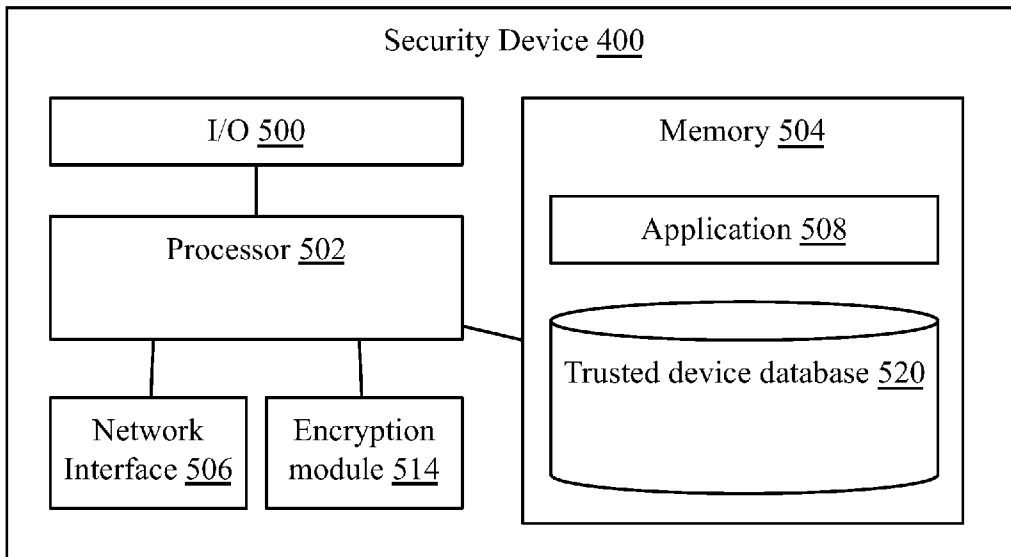 Security Device 400
I/O 500
Processor 502
Network
Interface 506
Encryption
module 514
Memory 504
Application 508
Trusted device database 520